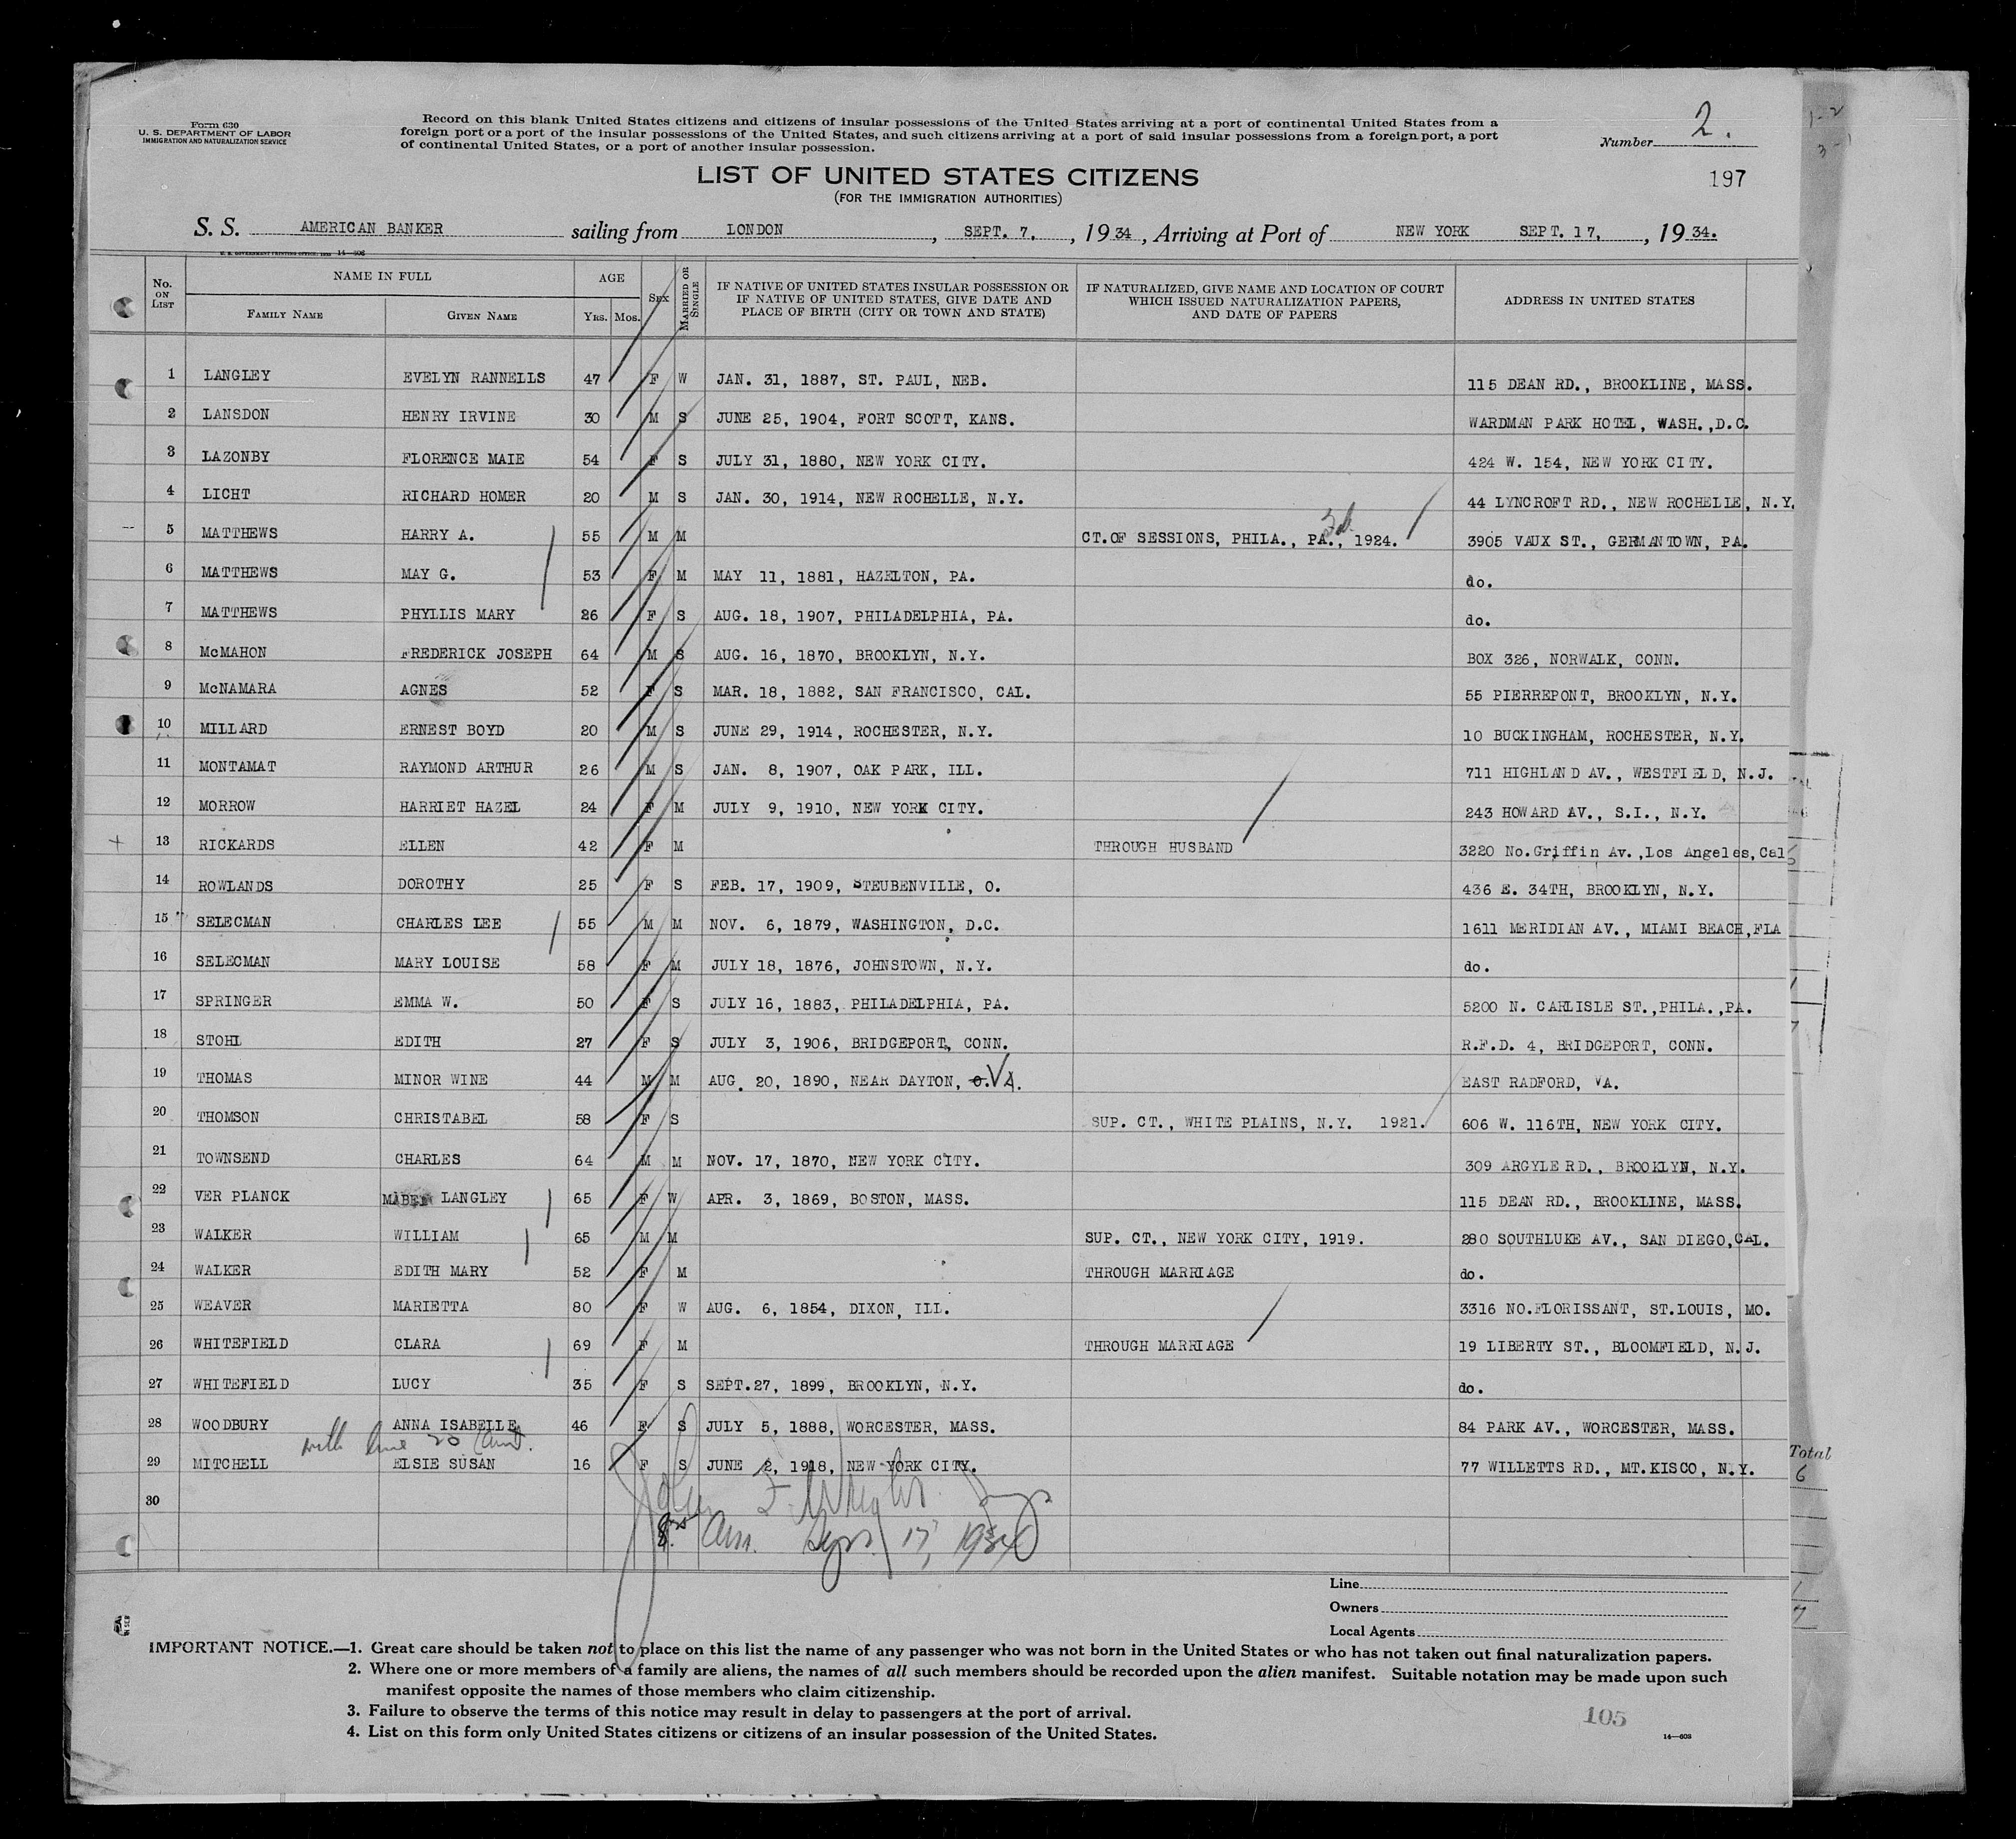 Form 630
U. S. DEPARTMENT OF LABOR
IMMIGRATION AND NATURALIZATION SERVICE
Record on this blank United States citizens and citizens of insular possessions of the United States arriving at a port of continental United States from a
foreign port or a port of the insular possessions of the United States, and such citizens arriving at a port of said insular possessions from a foreign port, a port
of continental United States, or a port of another insular possession.
Number 2.
197
LIST OF UNITED STATES CITIZENS
(FOR THE IMMIGRATION AUTHORITIES)
S. S. AMERICAN BANKER sailing from LONDON, SEPT. 7, 1934, Arriving at Port of NEW YORK SEPT. 17, 1934.
No. ON LIST NAME IN FULL FAMILY NAME GIVEN NAME AGE YRS. MOS. SEX MARRIED OR SINGLE IF NATIVE OF UNITED STATES INSULAR POSSESSION OR IF NATIVE OF UNITED STATES, GIVE DATE AND PLACE OF BIRTH (CITY OR TOWN AND STATE) IF NATURALIZED, GIVE NAME AND LOCATION OF COURT WHICH ISSUED NATURALIZATION PAPERS, AND DATE OF PAPERS ADDRESS IN UNITED STATES
1 LANGLEY EVELYN RANNELLS 47 F W JAN. 31, 1887, ST. PAUL, NEB. 115 DEAN RD., BROOKLINE, MASS.
2 LANSDON HENRY IRVINE 30 M S JUNE 25, 1904, FORT SCOTT, KANS. WARDMAN PARK HOTEL, WASH.,D.C.
3 LAZONBY FLORENCE MAIE 54 F S JULY 31, 1880, NEW YORK CITY. 424 W. 154, NEW YORK CITY.
4 LICHT RICHARD HOMER 20 M S JAN. 30, 1914, NEW ROCHELLE, N.Y. 44 LYNCROFT RD., NEW ROCHELLE, N.Y.
5 MATTHEWS HARRY A. 55 M M CT.OF SESSIONS, PHILA., PA., Feb. 1924. 3905 VAUX ST., GERMANTOWN, PA.
6 MATTHEWS MAY G. 53 F M MAY 11, 1881, HAZELTON, PA. do.
7 MATTHEWS PHYLLIS MARY 26 F S AUG. 18, 1907, PHILADELPHIA, PA. do.
8 McMAHON FREDERICK JOSEPH 64 M S AUG. 16, 1870, BROOKLYN, N.Y. BOX 326, NORWALK, CONN.
9 McNAMARA AGNES 52 F S MAR. 18, 1882, SAN FRANCISCO, CAL. 55 PIERREPONT, BROOKLYN, N.Y.
10 MILLARD ERNEST BOYD 20 M S JUNE 29, 1914, ROCHESTER, N.Y. 10 BUCKINGHAM, ROCHESTER, N.Y.
11 MONTAMAT RAYMOND ARTHUR 26 M S JAN. 8, 1907, OAK PARK, ILL. 711 HIGHLAND AV., WESTFIELD, N.J.
12 MORROW HARRIET HAZEL 24 F M JULY 9, 1910, NEW YORK CITY. 243 HOWARD AV., S.I., N.Y.
13 RICKARDS ELLEN 42 F M THROUGH HUSBAND 3220 No.Griffin Av.,Los Angeles,Cal
14 ROWLANDS DOROTHY 25 F S FEB. 17, 1909, STEUBENVILLE, O. 436 E. 34TH, BROOKLYN, N.Y.
15 SELECMAN CHARLES LEE 55 M M NOV. 6, 1879, WASHINGTON, D.C. 1611 MERIDIAN AV., MIAMI BEACH,FLA
16 SELECMAN MARY LOUISE 58 F M JULY 18, 1876, JOHNSTOWN, N.Y. do.
17 SPRINGER EMMA W. 50 F S JULY 16, 1883, PHILADELPHIA, PA. 5200 N. CARLISLE ST.,PHILA.,PA.
18 STOHL EDITH 27 F S JULY 3, 1906, BRIDGEPORT, CONN. R.F.D. 4, BRIDGEPORT, CONN.
19 THOMAS MINOR WINE 44 M M AUG. 20, 1890, NEAR DAYTON, O. VA. EAST RADFORD, VA.
20 THOMSON CHRISTABEL 58 F S SUP. CT., WHITE PLAINS, N.Y. 1921. 606 W. 116TH, NEW YORK CITY.
21 TOWNSEND CHARLES 64 M M NOV. 17, 1870, NEW YORK CITY. 309 ARGYLE RD., BROOKLYN, N.Y.
22 VER PLANCK MABEL LANGLEY 65 F W APR. 3, 1869, BOSTON, MASS. 115 DEAN RD., BROOKLINE, MASS.
23 WALKER WILLIAM 65 M M SUP. CT., NEW YORK CITY, 1919. 280 SOUTHLUKE AV., SAN DIEGO,CAL.
24 WALKER EDITH MARY 52 F M THROUGH MARRIAGE do.
25 WEAVER MARIETTA 80 F W AUG. 6, 1854, DIXON, ILL. 3316 NO.FLORISSANT, ST.LOUIS, MO.
26 WHITEFIELD CLARA 69 F M THROUGH MARRIAGE 19 LIBERTY ST., BLOOMFIELD, N.J.
27 WHITEFIELD LUCY 35 F S SEPT.27, 1899, BROOKLYN, N.Y. do.
28 WOODBURY ANNA ISABELLE 46 F S JULY 5, 1888, WORCESTER, MASS. 84 PARK AV., WORCESTER, MASS.
with line 20 (aunt.
29 MITCHELL ELSIE SUSAN 16 F S JUNE 2, 1918, NEW YORK CITY. 77 WILLETTS RD., MT.KISCO, N.Y.
Total
6
30
John F. Wright
Arr. Sept. 17, 1934
Line
Owners
Local Agents
IMPORTANT NOTICE.—1. Great care should be taken not to place on this list the name of any passenger who was not born in the United States or who has not taken out final naturalization papers.
2. Where one or more members of a family are aliens, the names of all such members should be recorded upon the alien manifest. Suitable notation may be made upon such
manifest opposite the names of those members who claim citizenship.
3. Failure to observe the terms of this notice may result in delay to passengers at the port of arrival.
4. List on this form only United States citizens or citizens of an insular possession of the United States.
105
14—608